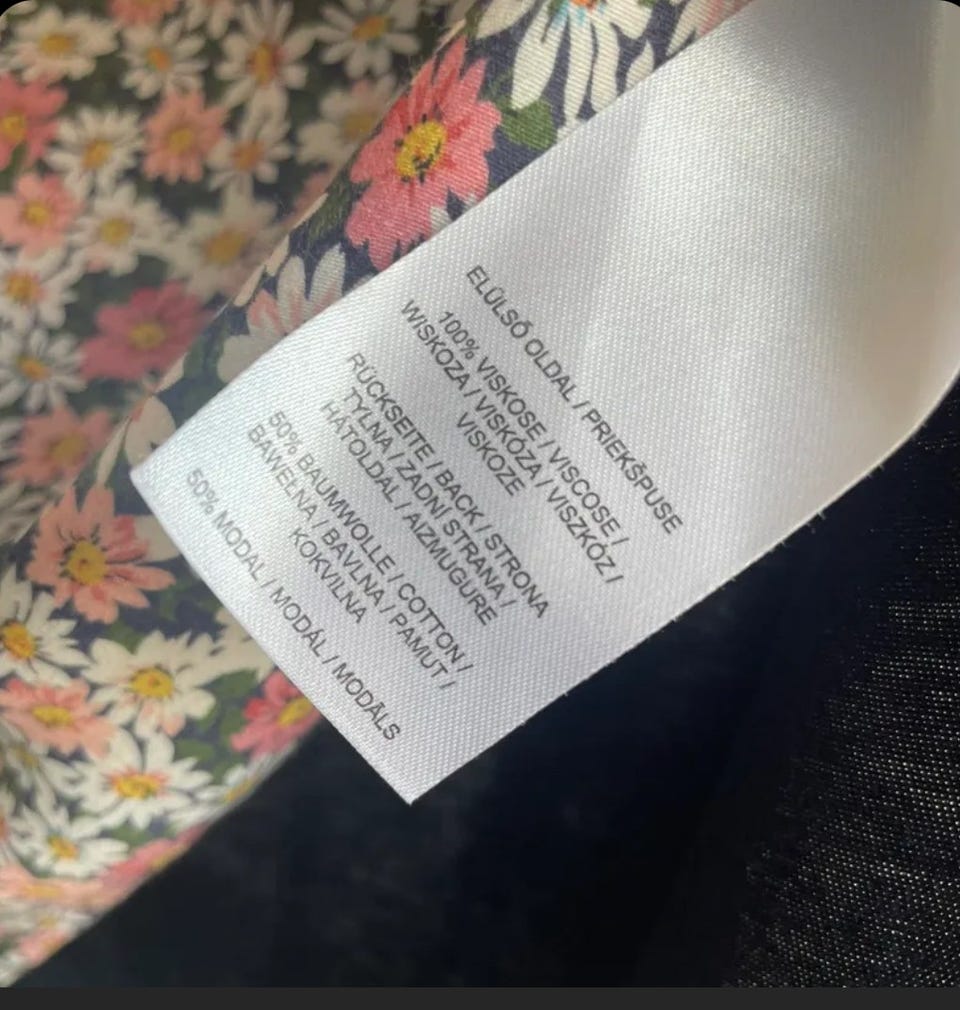 ELÜLSŐ OLDAL / PRIEKŠPUSE
100% VISKOSE / VISCOSE /
WISKOZA / VISKÓZA / VISZKÓZ /
VISKOZE
RÜCKSEITE / BACK / STRONA
TYLNA / ZADNÍ STRANA /
HÁTOLDAL / AIZMUGURE
50% BAUMWOLLE / COTTON /
BAWEŁNA / BAVLNA / PAMUT /
KOKVILNA
50% MODAL / MODÁL / MODĀLS